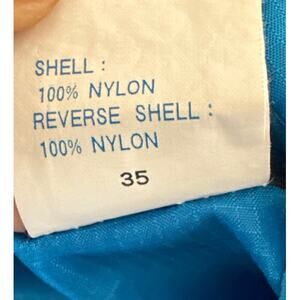 SHELL :
100% NYLON
REVERSE SHELL :
100% NYLON
35